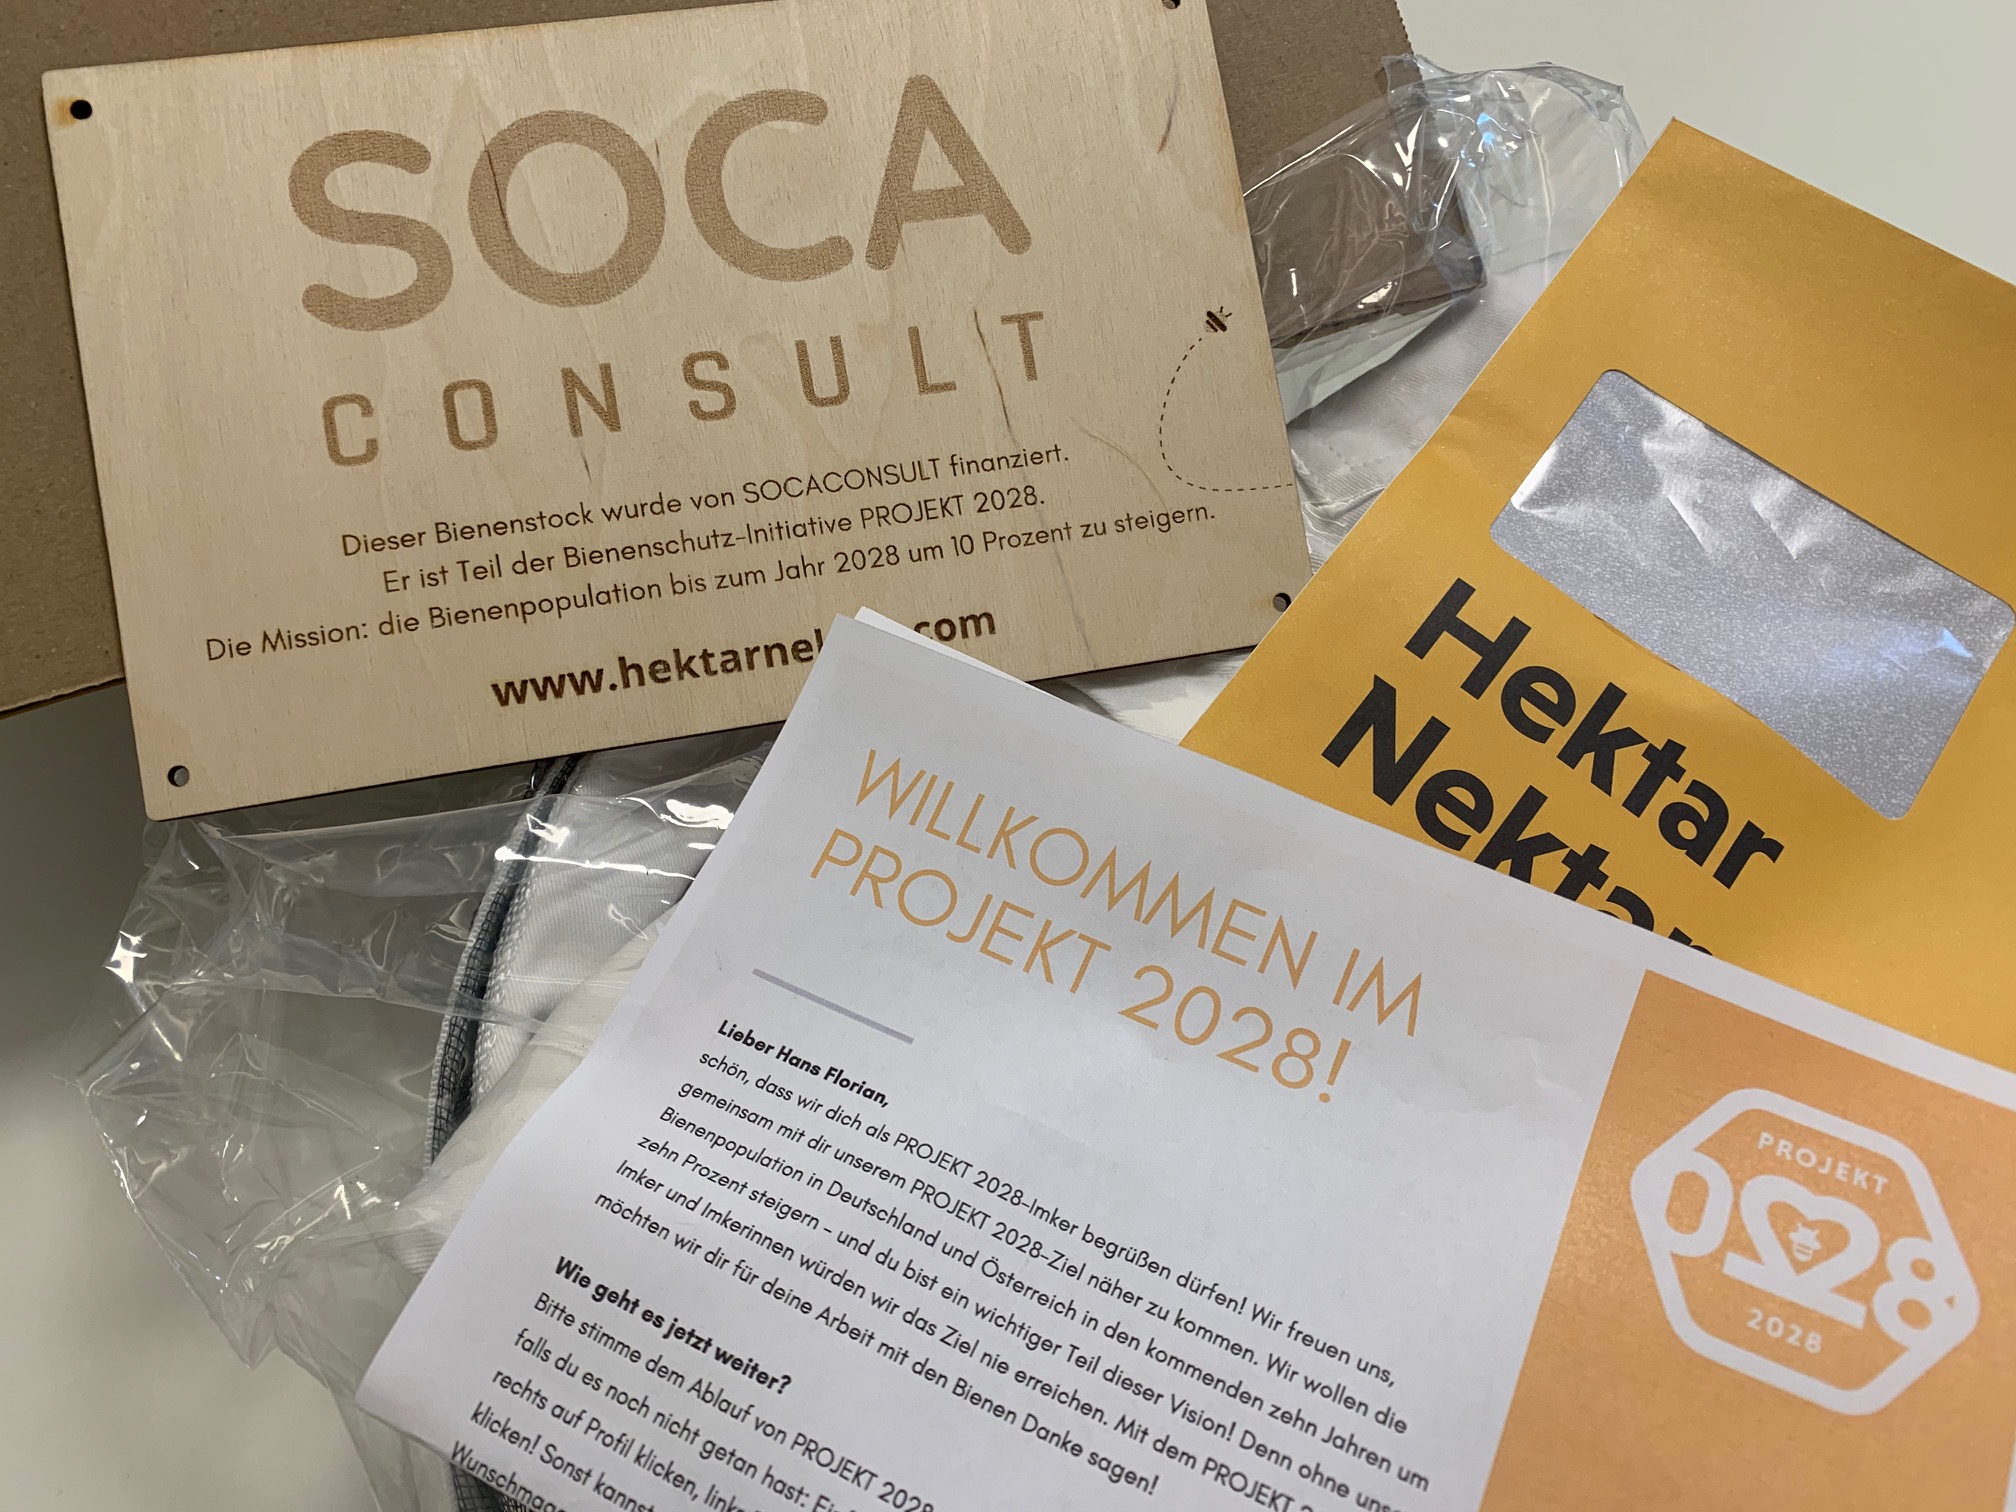 SOCA
CONSULT
Dieser Bienenstock wurde von SOCACONSULT finanziert.
Er ist Teil der Bienenschutz-Initiative PROJEKT 2028.
Die Mission: die Bienenpopulation bis zum Jahr 2028 um 10 Prozent zu steigern.
www.hektarne .com
Hektar
Nektar
WILLKOMMEN IM
PROJEKT 2028!
Lieber Hans Florian,
schön, dass wir dich als PROJEKT 2028-Imker begrüßen dürfen! Wir freuen uns,
gemeinsam mit dir unserem PROJEKT 2028-Ziel näher zu kommen. Wir wollen die
Bienenpopulation in Deutschland und Österreich in den kommenden zehn Jahren um
zehn Prozent steigern – und du bist ein wichtiger Teil dieser Vision! Denn ohne
Imker und Imkerinnen würden wir das Ziel nie erreichen. Mit dem PROJEKT
möchten wir dir für deine Arbeit mit den Bienen Danke sagen!
Wie geht es jetzt weiter?
Bitte stimme dem Ablauf von PROJEKT 2028
falls du es noch nicht getan hast:
rechts auf Profil klicken,
klicken! Sonst
PROJEKT
2028
2028